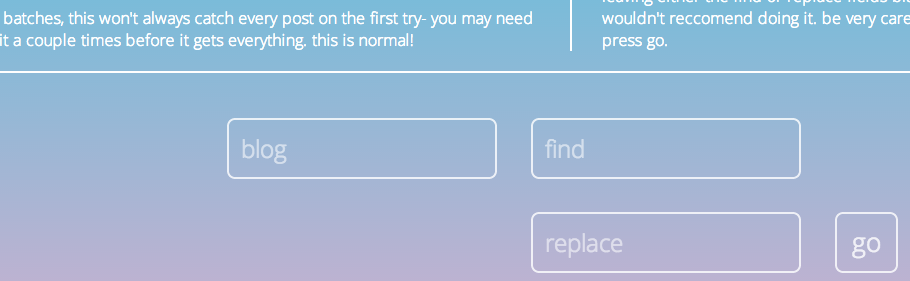 batches, this won't always catch every post on the first try- you may need
it a couple times before it gets everything. this is normal!
wouldn't reccomend doing it. be very care
press go.
blog
find
replace
go